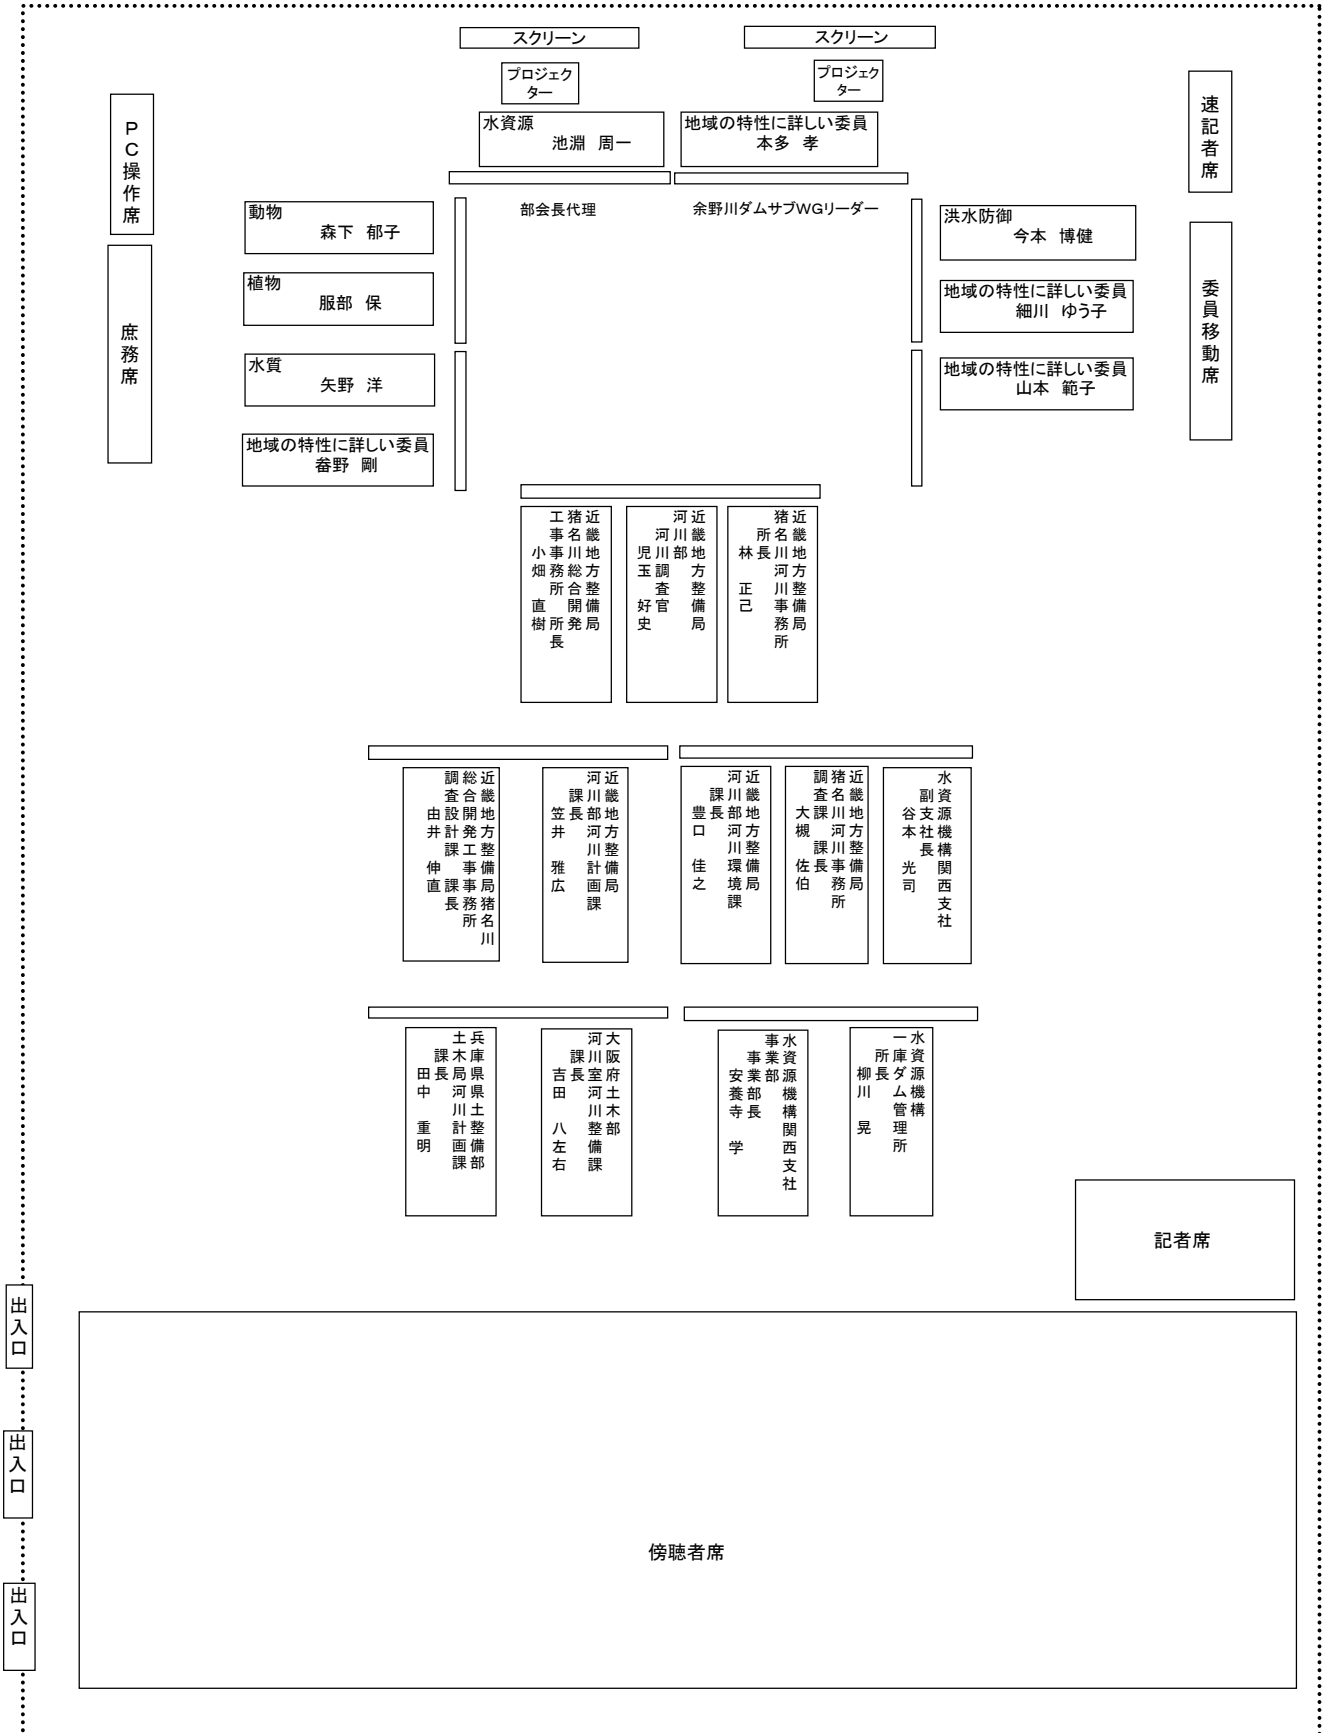 スクリーン
スクリーン
プロジェク
ター
プロジェク
ター
水資源
池淵 周一
地域の特性に詳しい委員
本多 孝
PC操作席
速記者席
部会長代理
余野川ダムサブWGリーダー
動物
森下 郁子
植物
服部 保
水質
矢野 洋
地域の特性に詳しい委員
畚野 剛
洪水防御
今本 博健
地域の特性に詳しい委員
細川 ゆう子
地域の特性に詳しい委員
山本 範子
庶務席
委員移動席
近畿地方整備局
猪名川総合開発
工事事務所 所長
小畑 直樹
近畿地方整備局
河川部
河川調査官
児玉 好史
近畿地方整備局
猪名川河川事務所
所長
林 正己
近畿地方整備局猪名川
総合開発工事事務所
調査設計課 課長
由井 伸直
近畿地方整備局
河川部河川計画課
課長
笠井 雅広
近畿地方整備局
河川部河川環境課
課長
豊口 佳之
近畿地方整備局
猪名川河川事務所
調査課 課長
大槻 佐伯
水資源機構関西支社
副支社長
谷本 光司
兵庫県県土整備部
土木局河川計画課
課長
田中 重明
大阪府土木部
河川室河川整備課
課長
吉田 八左右
水資源機構関西支社
事業部
事業部長
安養寺 学
水資源機構
一庫ダム管理所
所長
柳川 晃
記者席
出入口
出入口
出入口
傍聴者席